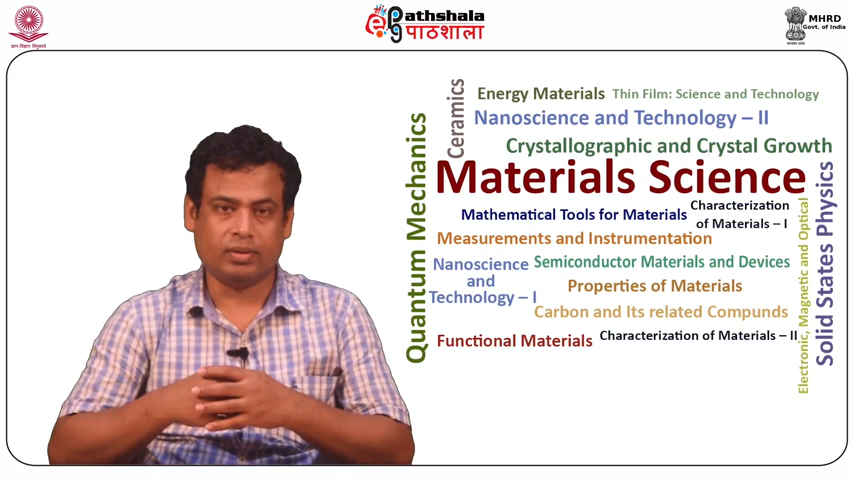 ज्ञान-विज्ञान विमुक्तये
e Pathshala
पाठशाला
MHRD
Govt. of India
Ceramics
Energy Materials
Thin Film: Science and Technology
Nanoscience and Technology – II
Crystallographic and Crystal Growth
Quantum Mechanics
Materials Science
Mathematical Tools for Materials
Characterization
of Materials – I
Measurements and Instrumentation
Nanoscience
and
Technology – I
Semiconductor Materials and Devices
Properties of Materials
Carbon and Its related Compunds
Functional Materials
Characterization of Materials – II
Electronic, Magnetic and Optical
Solid States Physics